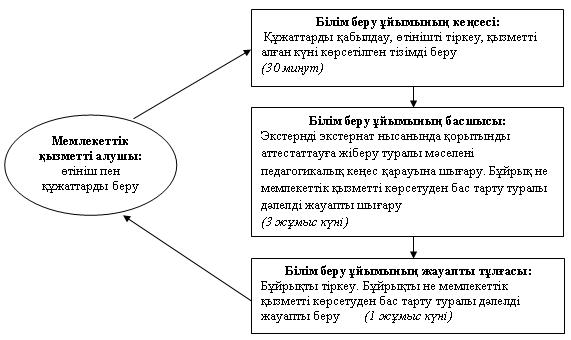 Білім беру ұйымының кеңсесі:
Құжаттарды қабылдау, өтінішті тіркеу, қызметті
алған күні көрсетілген тізімді беру
(30 минут)
Мемлекеттік
қызметті алушы:
өтініш пен
құжаттарды беру
Білім беру ұйымының басшысы:
Экстернді экстернат нысанында қорытынды
аттестаттауға жіберу туралы мәселені
педагогикалық кеңес қарауына шығару. Бұйрық не
мемлекеттік қызметті көрсетуден бас тарту туралы
дәлелді жауапты шығару
(3 жұмыс күні)
Білім беру ұйымының жауапты тұлғасы:
Бұйрықты тіркеу. Бұйрықты не мемлекеттік
қызметті көрсетуден бас тарту туралы дәлелді
жауапты беру (1 жұмыс күні)